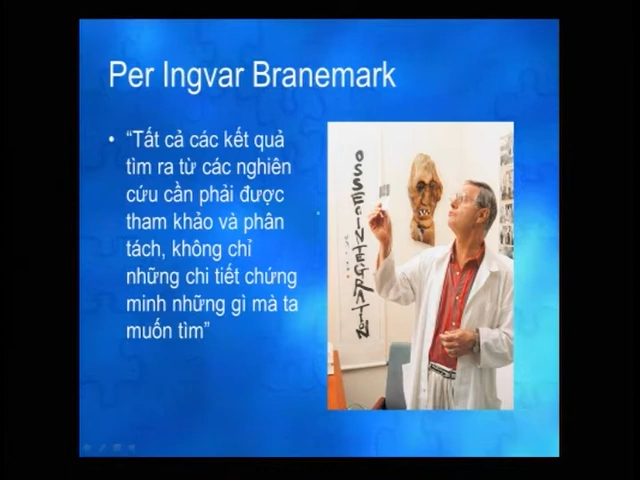 Per Ingvar Branemark
• “Tất cả các kết quả
tìm ra từ các nghiên
cứu cần phải được
tham khảo và phân
tách, không chỉ
những chi tiết chứng
minh những gì mà ta
muốn tìm”
OSSEOINTEGRATION